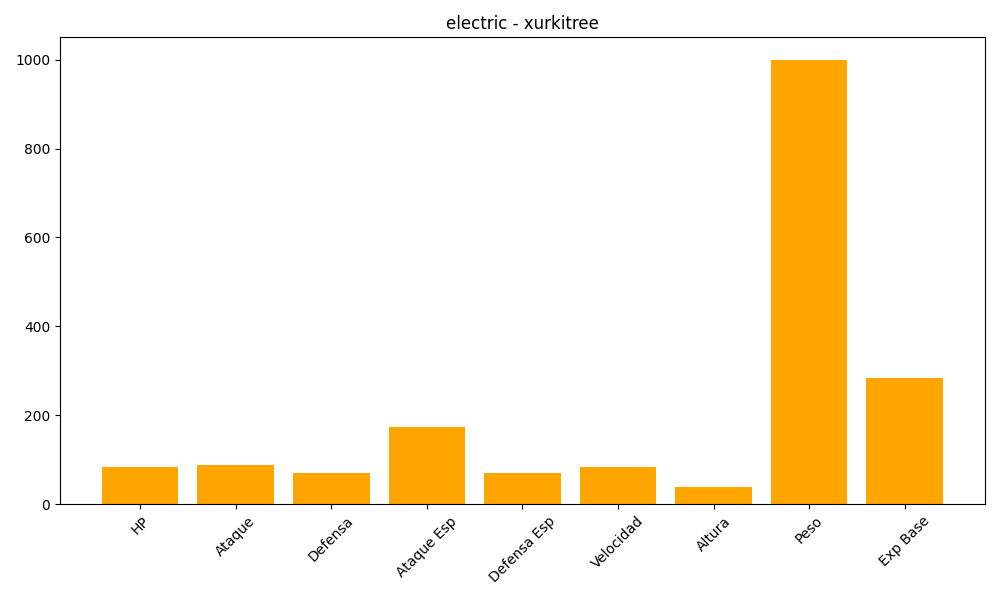 electric - xurkitree
1000
800
600
400
200
0
HP
Ataque
Defensa
Ataque Esp
Defensa Esp
Velocidad
Altura
Peso
Exp Base